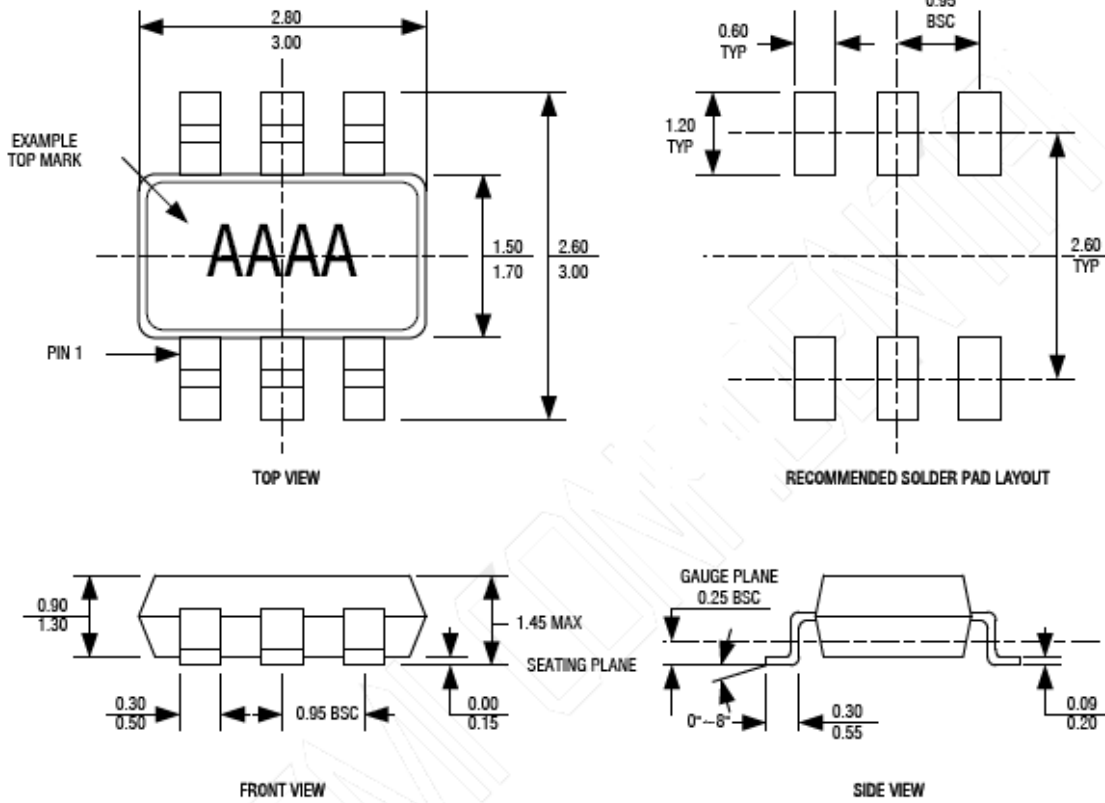 2.80
3.00
EXAMPLE
TOP MARK
AAAA
1.50
1.70
2.60
3.00
PIN 1
TOP VIEW
0.95
BSC
0.60
TYP
1.20
TYP
2.60
TYP
RECOMMENDED SOLDER PAD LAYOUT
0.90
1.30
1.45 MAX
SEATING PLANE
0.30
0.50
0.95 BSC
0.00
0.15
FRONT VIEW
GAUGE PLANE
0.25 BSC
0°~8°
0.30
0.55
0.09
0.20
SIDE VIEW